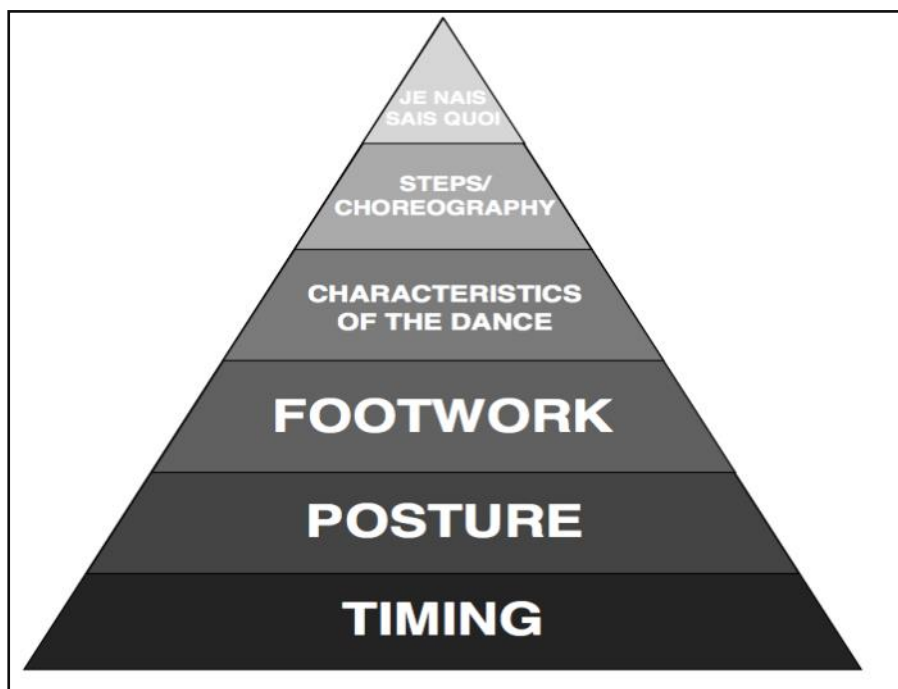 JE NAIS
SAIS QUOI
STEPS/
CHOREOGRAPHY
CHARACTERISTICS
OF THE DANCE
FOOTWORK
POSTURE
TIMING